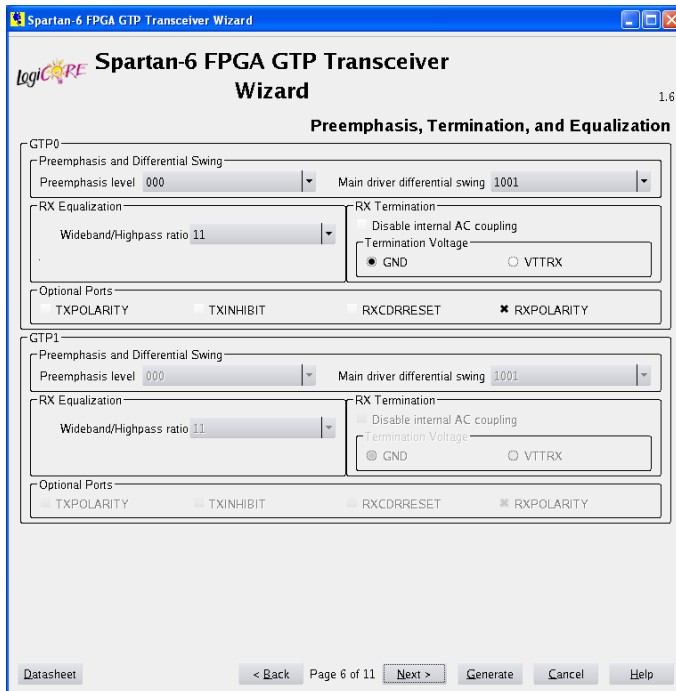 Spartan-6 FPGA GTP Transceiver Wizard
LogiCORE
Spartan-6 FPGA GTP Transceiver
Wizard
1.6
Preemphasis, Termination, and Equalization
GTP0
Preemphasis and Differential Swing
Preemphasis level 000 Main driver differential swing 1001
RX Equalization RX Termination
Disable internal AC coupling
Wideband/Highpass ratio 11
Termination Voltage
GND VTTRX
Optional Ports
TXPOLARITY TXINHIBIT RXCDRRESET RXPOLARITY
GTP1
Preemphasis and Differential Swing
Preemphasis level 000 Main driver differential swing 1001
RX Equalization RX Termination
Disable internal AC coupling
Wideband/Highpass ratio 11
Termination Voltage
GND VTTRX
Optional Ports
TXPOLARITY TXINHIBIT RXCDRRESET RXPOLARITY
Datasheet < Back Page 6 of 11 Next > Generate Cancel Help